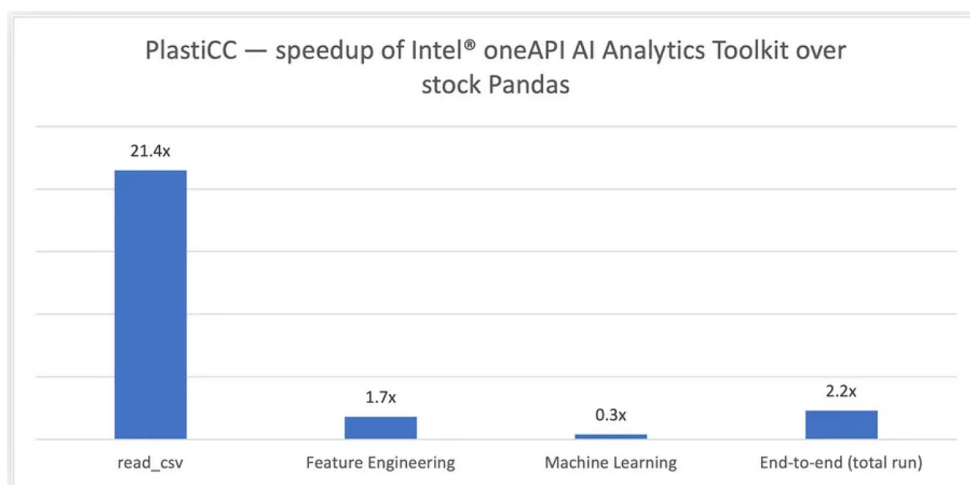 PlastiCC — speedup of Intel® oneAPI AI Analytics Toolkit over
stock Pandas
21.4x
1.7x
0.3x
2.2x
read_csv
Feature Engineering
Machine Learning
End-to-end (total run)